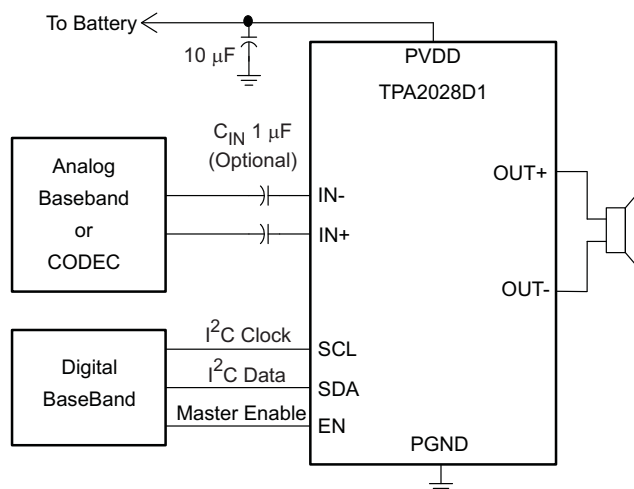 To Battery
10 μF
PVDD
TPA2028D1
C_IN 1 μF
(Optional)
Analog
Baseband
or
CODEC
IN-
IN+
OUT+
OUT-
Digital
BaseBand
I²C Clock
I²C Data
Master Enable
SCL
SDA
EN
PGND